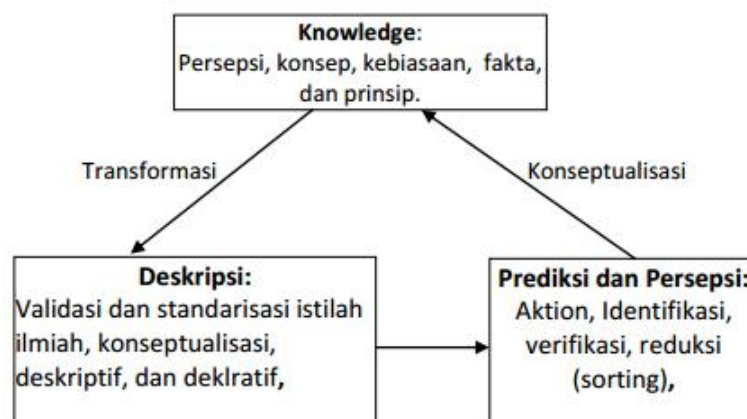 Knowledge:
Persepsi, konsep, kebiasaan, fakta,
dan prinsip.
Transformasi
Konseptualisasi
Deskripsi:
Validasi dan standarisasi istilah
ilmiah, konseptualisasi,
deskriptif, dan deklratif,
Prediksi dan Persepsi:
Aktion, Identifikasi,
verifikasi, reduksi
(sorting),